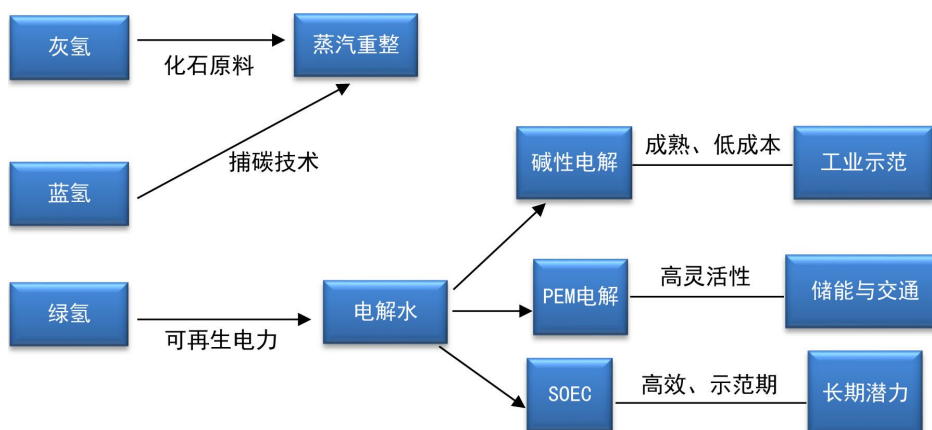 灰氢
化石原料
蒸汽重整
蓝氢
捕碳技术
绿氢
可再生电力
电解水
碱性电解
成熟、低成本
工业示范
PEM电解
高灵活性
储能与交通
SOEC
高效、示范期
长期潜力